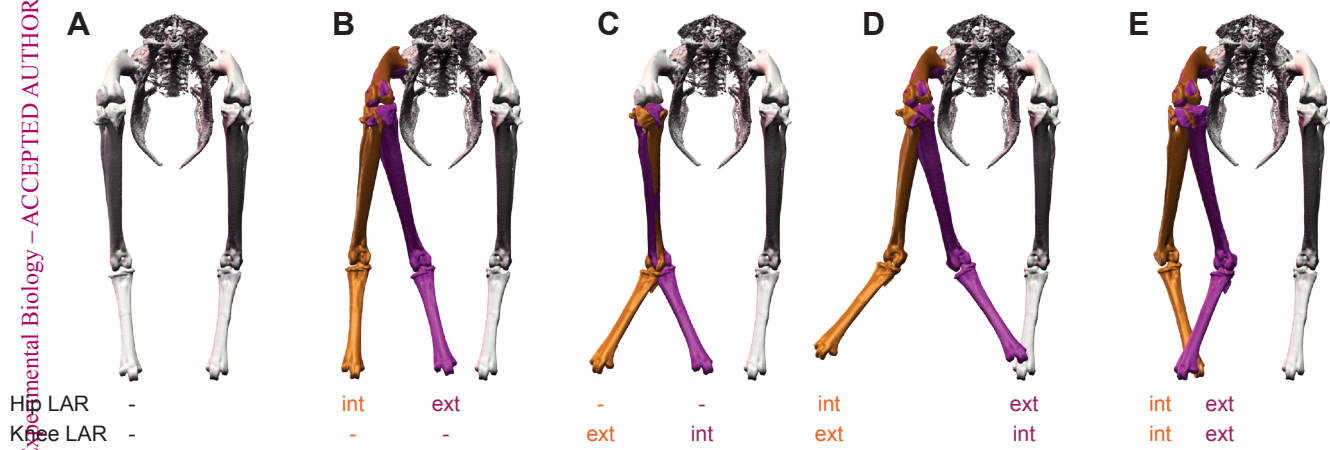 A B C D E
Experimental Biology – ACCEPTED AUTHOR
Hip LAR - int ext - - int ext int ext
Knee LAR - - - ext int ext int int ext